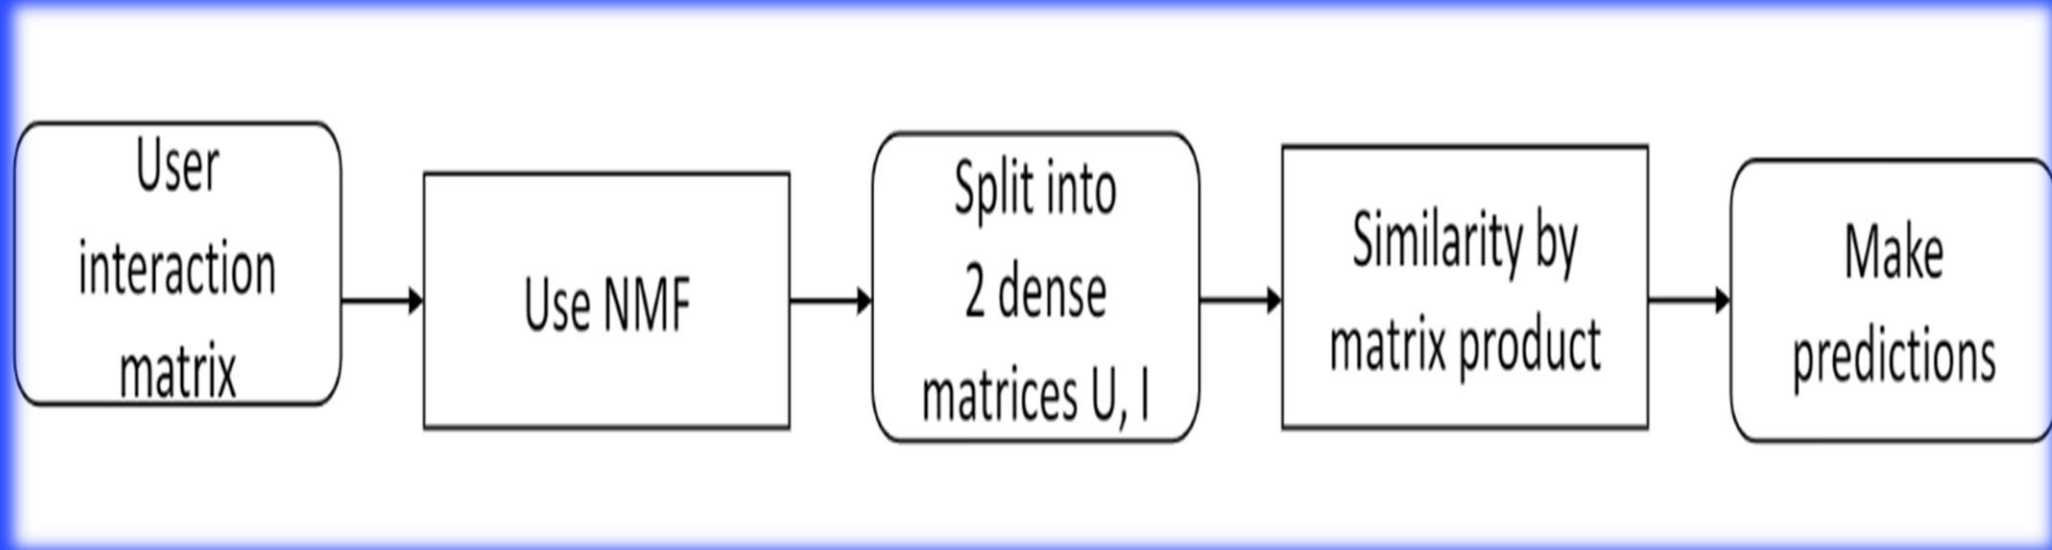 User
interaction
matrix
Use NMF
Split into
2 dense
matrices U, I
Similarity by
matrix product
Make
predictions